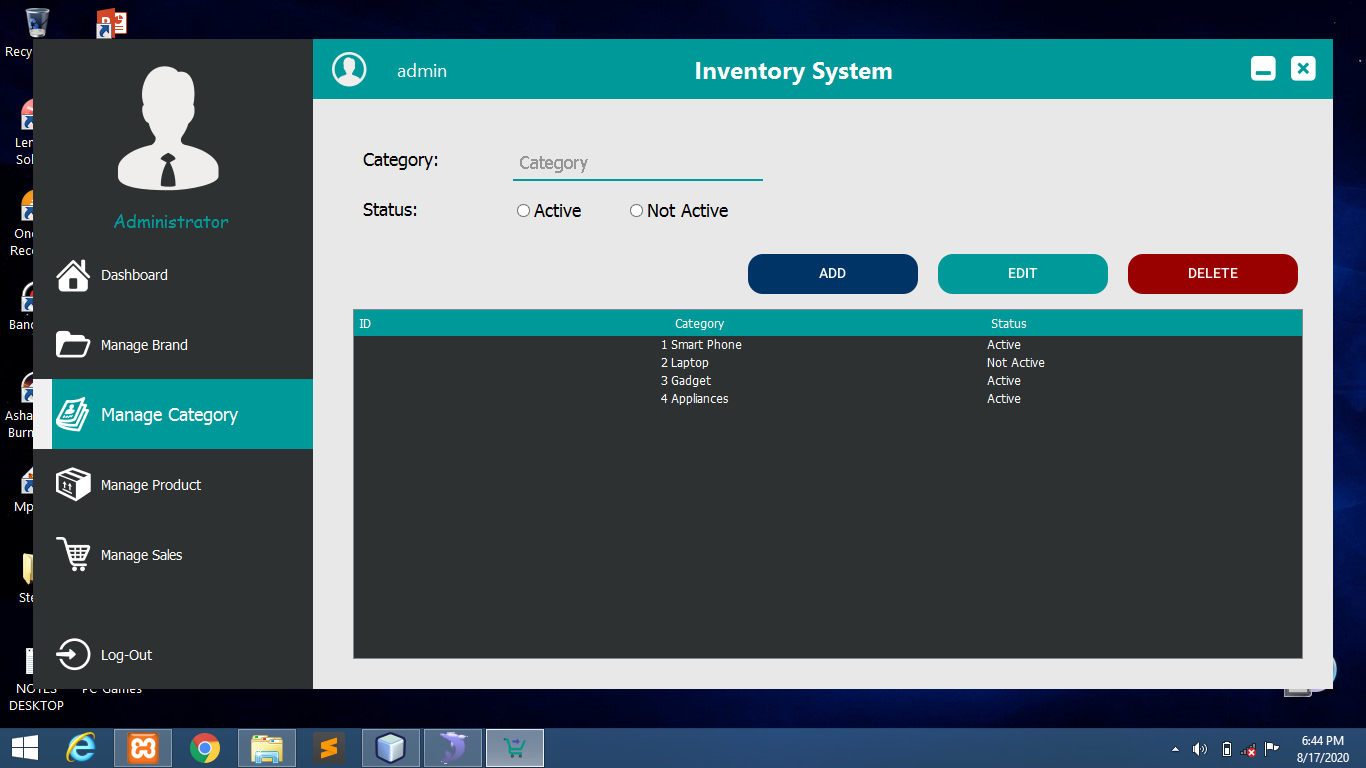 Recy
admin
Inventory System
Len
Sol
Category:
Category
Status:
Active
Not Active
Administrator
On
Reco
Dashboard
ADD
EDIT
DELETE
Ban
ID
Category
Status
Manage Brand
1 Smart Phone
Active
2 Laptop
Not Active
3 Gadget
Active
4 Appliances
Active
Asha
Burn
Manage Category
Manage Product
Mp
Manage Sales
Ste
Log-Out
NOTES
DESKTOP
PC Games
6:44 PM
8/17/2020